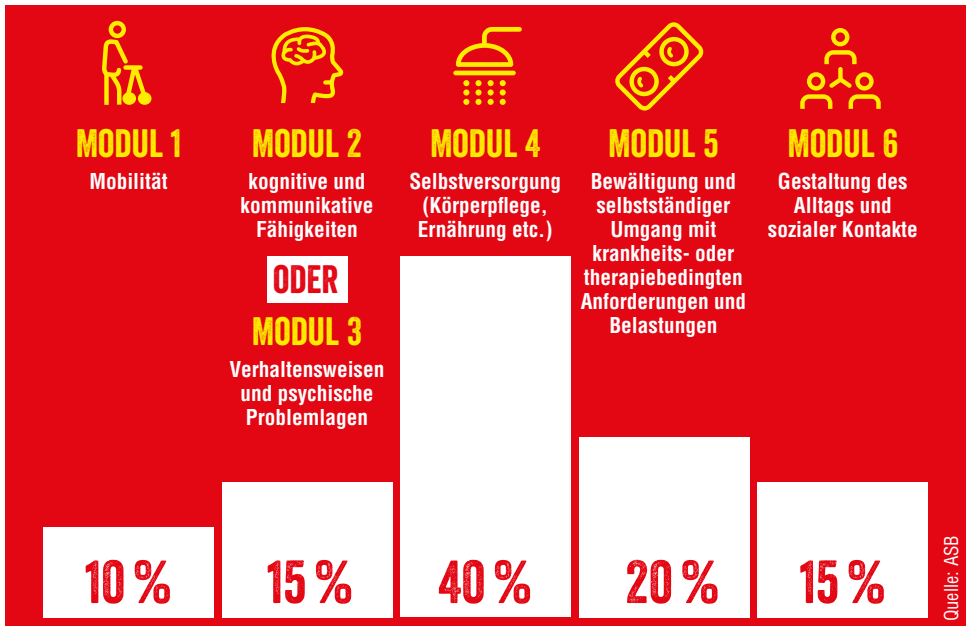 MODUL 1
Mobilität
10 %
MODUL 2
kognitive und
kommunikative
Fähigkeiten
ODER
MODUL 3
Verhaltensweisen
und psychische
Problemlagen
15 %
MODUL 4
Selbstversorgung
(Körperpflege,
Ernährung etc.)
40 %
MODUL 5
Bewältigung und
selbstständiger
Umgang mit
krankheits- oder
therapiebedingten
Anforderungen und
Belastungen
20 %
MODUL 6
Gestaltung des
Alltags und
sozialer Kontakte
15 %
Quelle: ASB